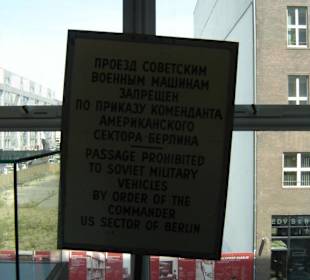 ПРОЕЗД СОВЕТСКИМ
ВОЕННЫМ МАШИНАМ
ЗАПРЕЩЕН
ПО ПРИКАЗУ КОМЕНДАНТА
АМЕРИКАНСКОГО
СЕКТОРА БЕРЛИНА
PASSAGE PROHIBITED
TO SOVIET MILITARY
VEHICLES
BY ORDER OF THE
COMMANDER
US SECTOR OF BERLIN